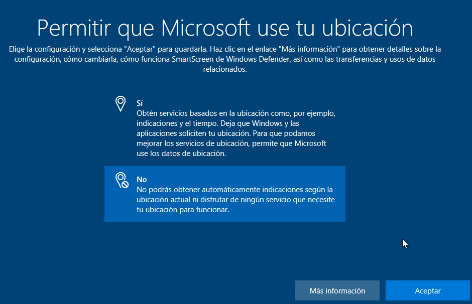 Permitir que Microsoft use tu ubicación
Elige la configuración y selecciona "Aceptar" para guardarla. Haz clic en el enlace "Más información" para obtener detalles sobre la
configuración, cómo cambiarla, cómo funciona SmartScreen de Windows Defender, así como las transferencias y usos de datos
relacionados.
Sí
Obtén servicios basados en la ubicación como, por ejemplo,
indicaciones y el tiempo. Deja que Windows y las
aplicaciones soliciten tu ubicación. Para que podamos
mejorar los servicios de ubicación, permite que Microsoft
use los datos de ubicación.
No
No podrás obtener automáticamente indicaciones según la
ubicación actual ni disfrutar de ningún servicio que necesite
tu ubicación para funcionar.
Más información
Aceptar